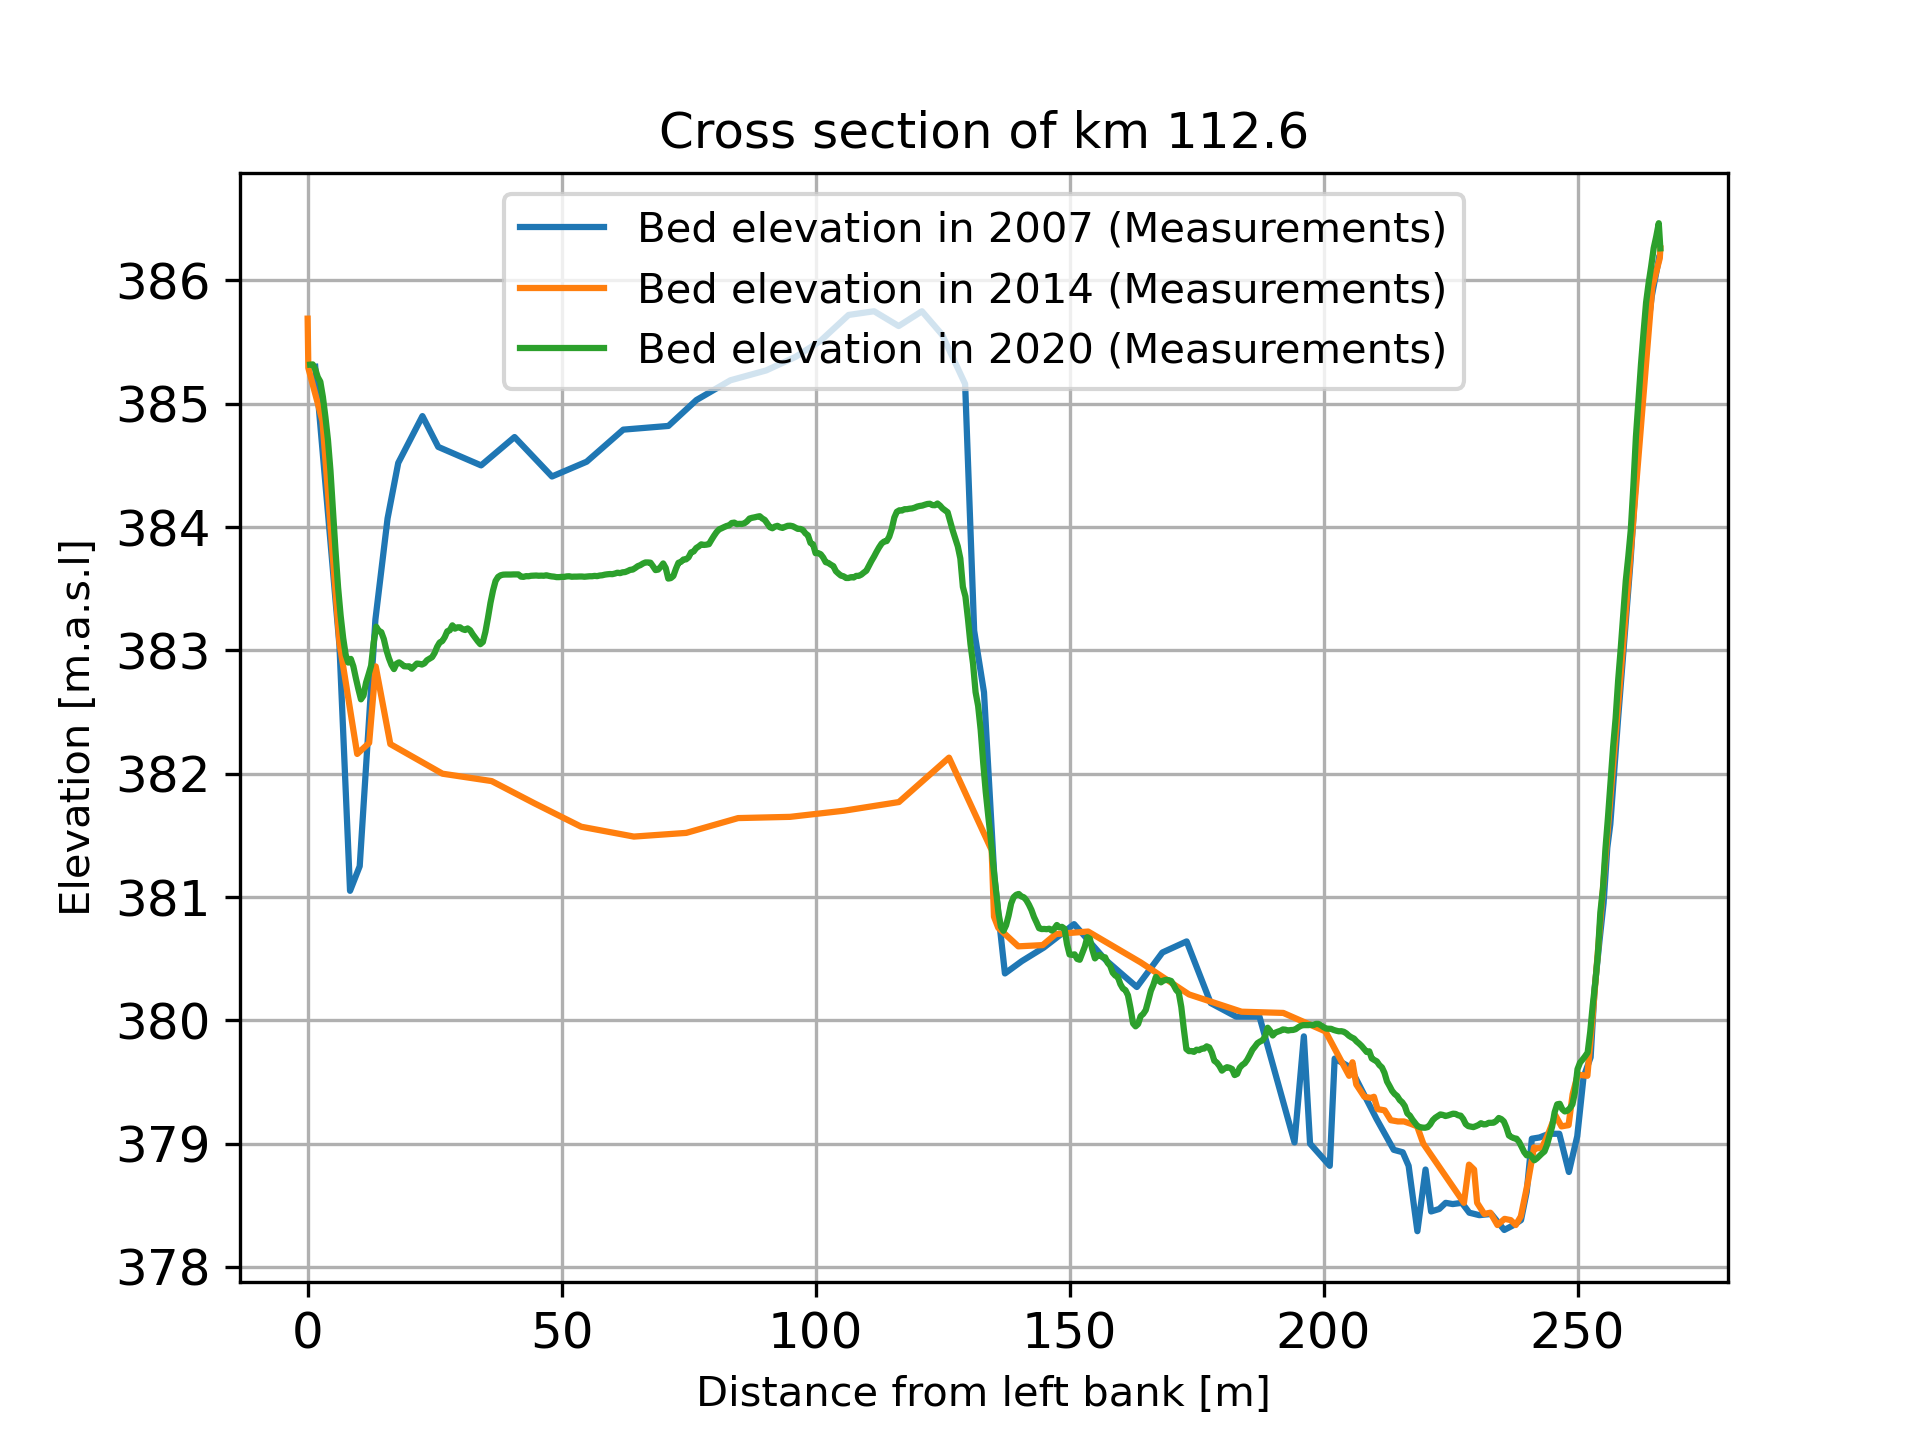 Cross section of km 112.6
Bed elevation in 2007 (Measurements)
Bed elevation in 2014 (Measurements)
Bed elevation in 2020 (Measurements)
386
385
384
383
382
381
380
379
378
Elevation [m.a.s.l]
0 50 100 150 200 250
Distance from left bank [m]